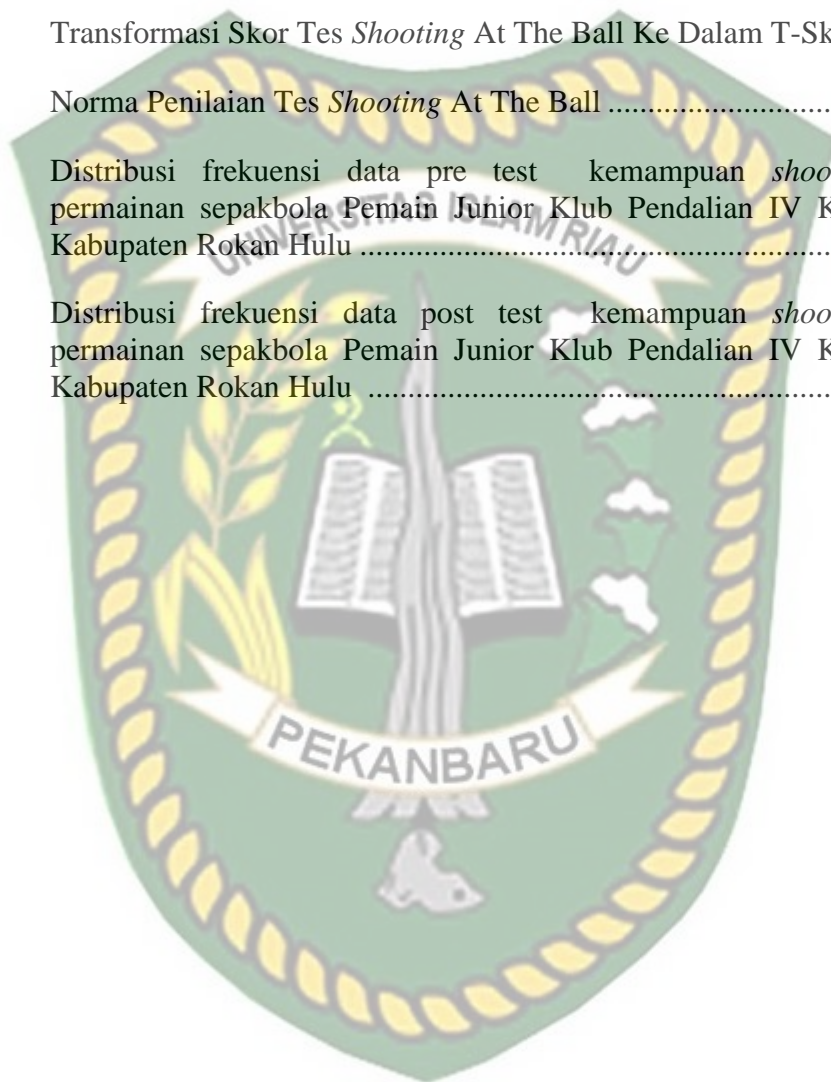 Transformasi Skor Tes Shooting At The Ball Ke Dalam T-Sk
Norma Penilaian Tes Shooting At The Ball ............................
Distribusi frekuensi data pre test kemampuan shoo
permainan sepakbola Pemain Junior Klub Pendalian IV K
Kabupaten Rokan Hulu ...........................................................
Distribusi frekuensi data post test kemampuan shoo
permainan sepakbola Pemain Junior Klub Pendalian IV K
Kabupaten Rokan Hulu ..........................................................
UNIVERSITAS ISLAM RIAU
PEKANBARU